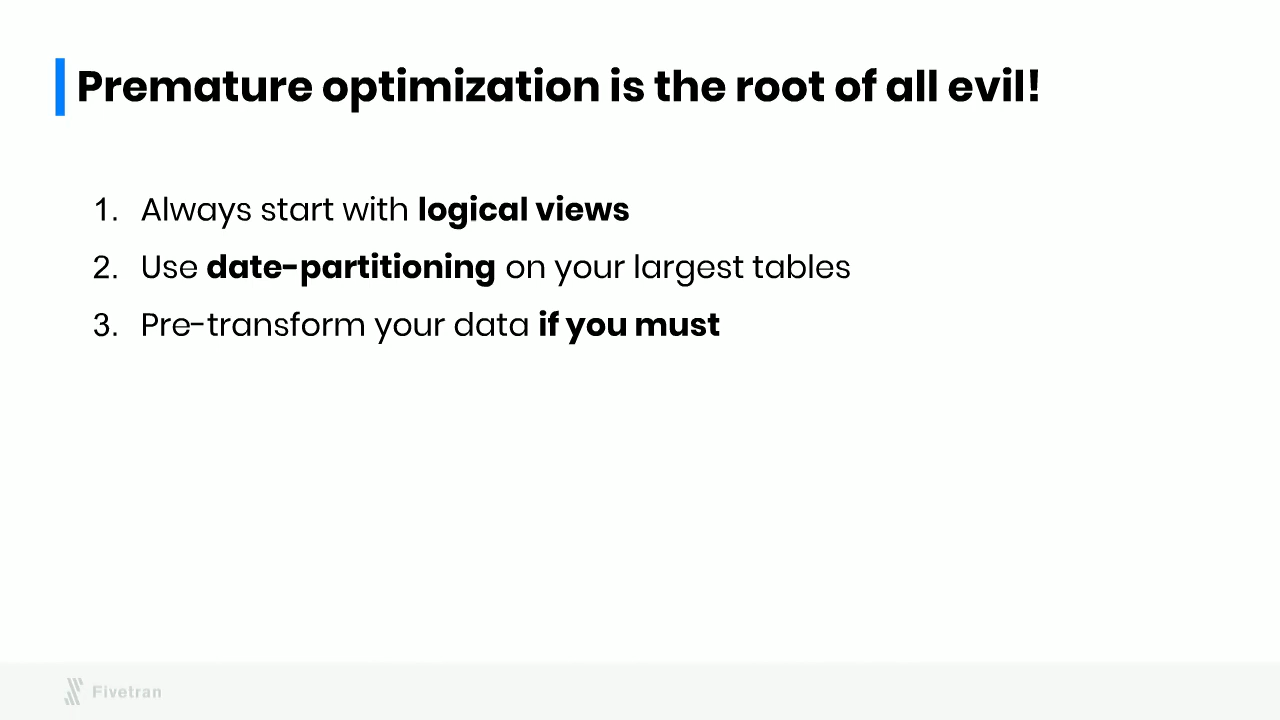 Premature optimization is the root of all evil!
1. Always start with logical views
2. Use date-partitioning on your largest tables
3. Pre-transform your data if you must
Fivetran